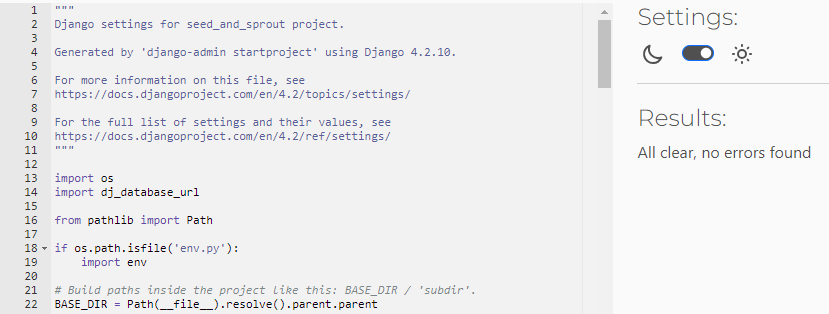 1 """
2 Django settings for seed_and_sprout project.
3
4 Generated by 'django-admin startproject' using Django 4.2.10.
5
6 For more information on this file, see
7 https://docs.djangoproject.com/en/4.2/topics/settings/
8
9 For the full list of settings and their values, see
10 https://docs.djangoproject.com/en/4.2/ref/settings/
11 """
12
13 import os
14 import dj_database_url
15
16 from pathlib import Path
17
18 if os.path.isfile('env.py'):
19     import env
20
21 # Build paths inside the project like this: BASE_DIR / 'subdir'.
22 BASE_DIR = Path(__file__).resolve().parent.parent
Settings:
Results:
All clear, no errors found